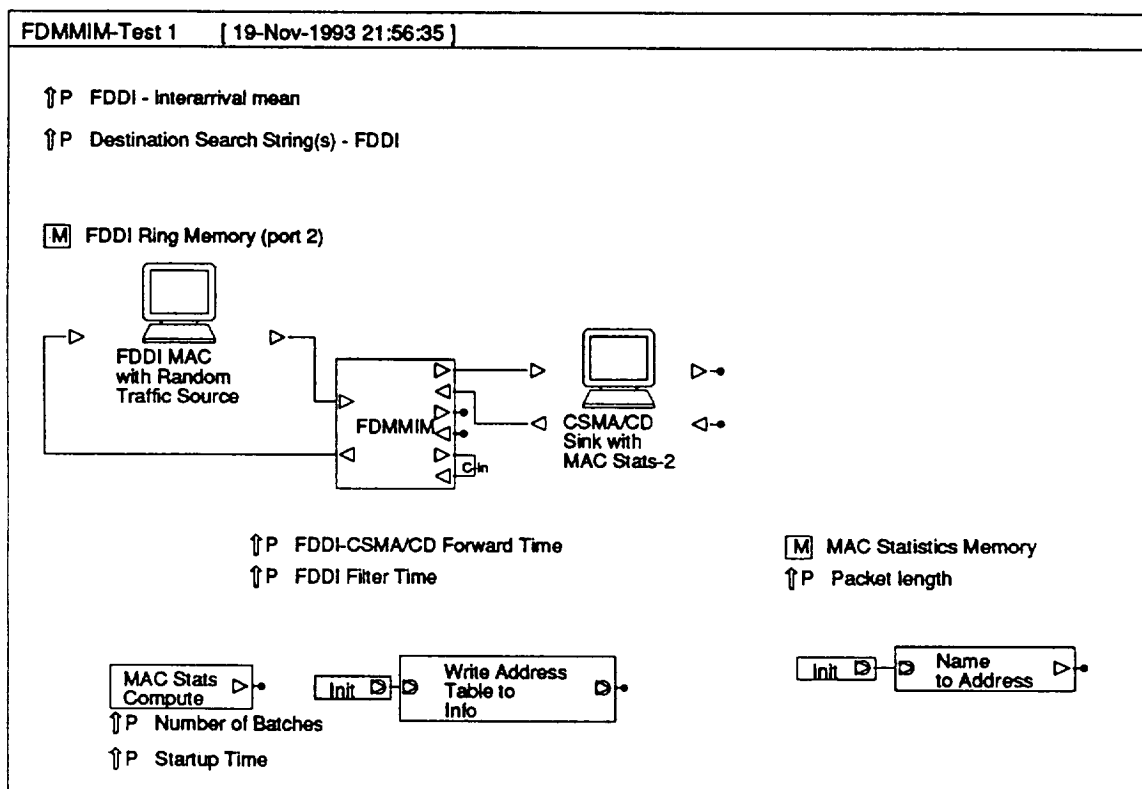 FDMMIM-Test 1 [ 19-Nov-1993 21:56:35 ]
⇧P FDDI - Interarrival mean
⇧P Destination Search String(s) - FDDI
M FDDI Ring Memory (port 2)
FDDI MAC
with Random
Traffic Source
FDMMIM
C-In
CSMA/CD
Sink with
MAC Stats-2
⇧P FDDI-CSMA/CD Forward Time
⇧P FDDI Filter Time
M MAC Statistics Memory
⇧P Packet length
MAC Stats
Compute
⇧P Number of Batches
⇧P Startup Time
Init
Write Address
Table to
Info
Init
Name
to Address